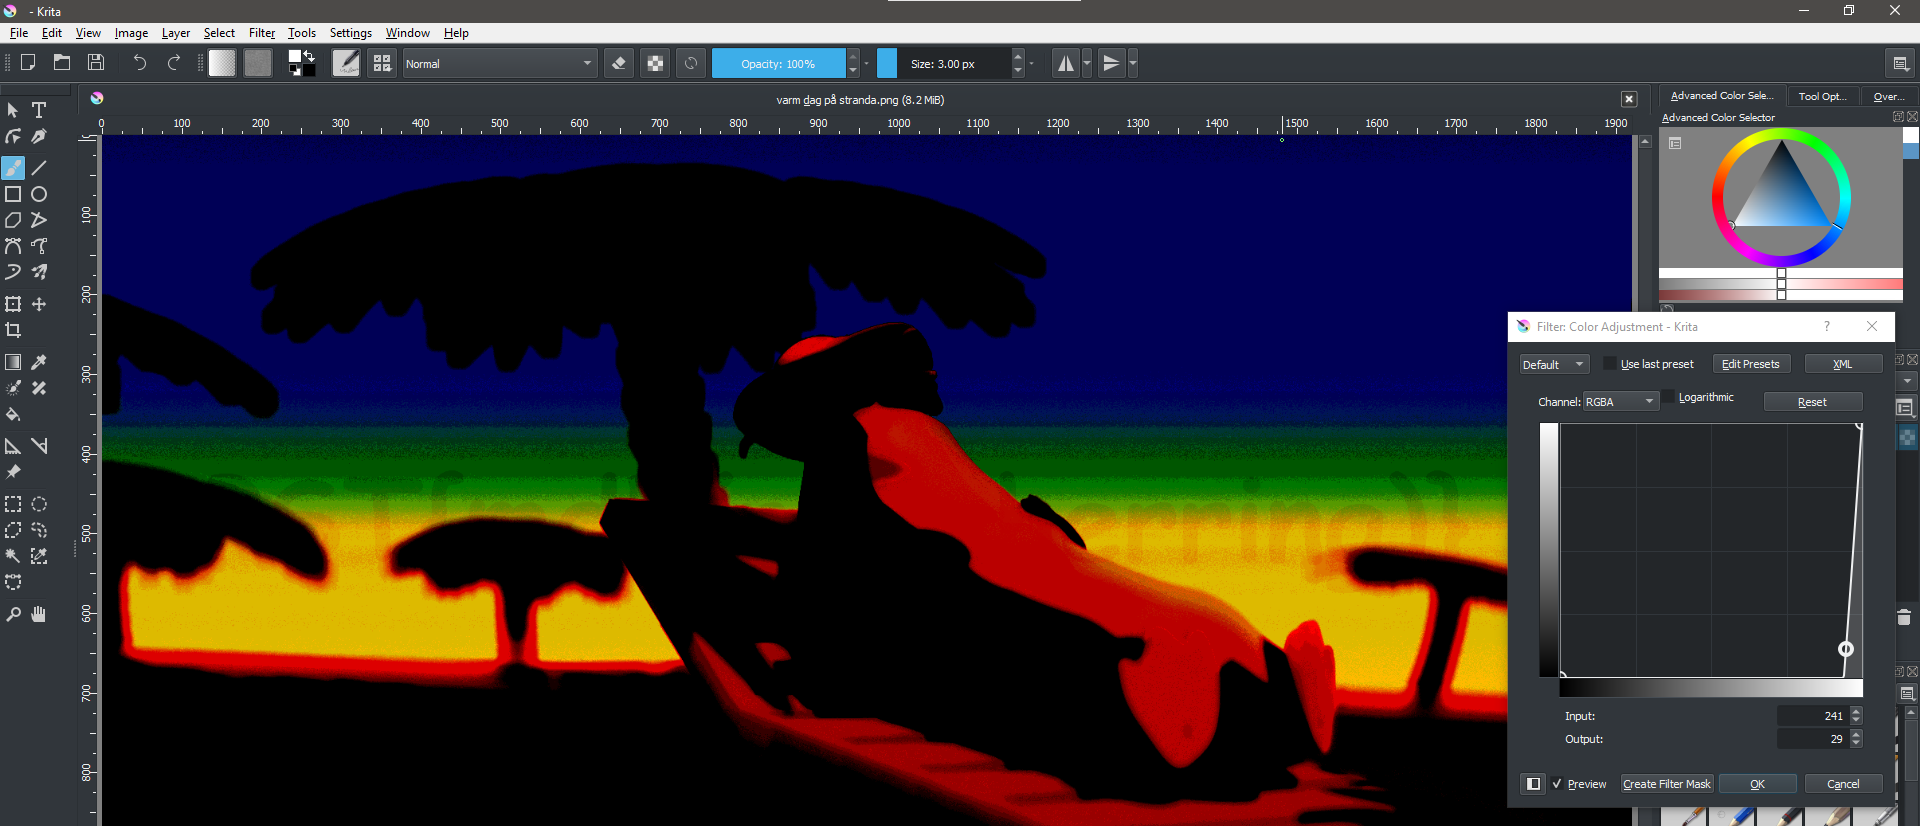 - Krita
File Edit View Image Layer Select Filter Tools Settings Window Help
Normal Opacity: 100% Size: 3.00 px
varm dag på stranda.png (8.2 MiB)
Advanced Color Sele... Tool Opt... Over...
Advanced Color Selector
0 100 200 300 400 500 600 700 800 900 1000 1100 1200 1300 1400 1500 1600 1700 1800 1900
100
200
300
400
500
600
700
800
herring}}
Filter: Color Adjustment - Krita ?
Default Use last preset Edit Presets XML
Channel: RGBA Logarithmic Reset
Input: 241
Output: 29
Preview Create Filter Mask OK Cancel